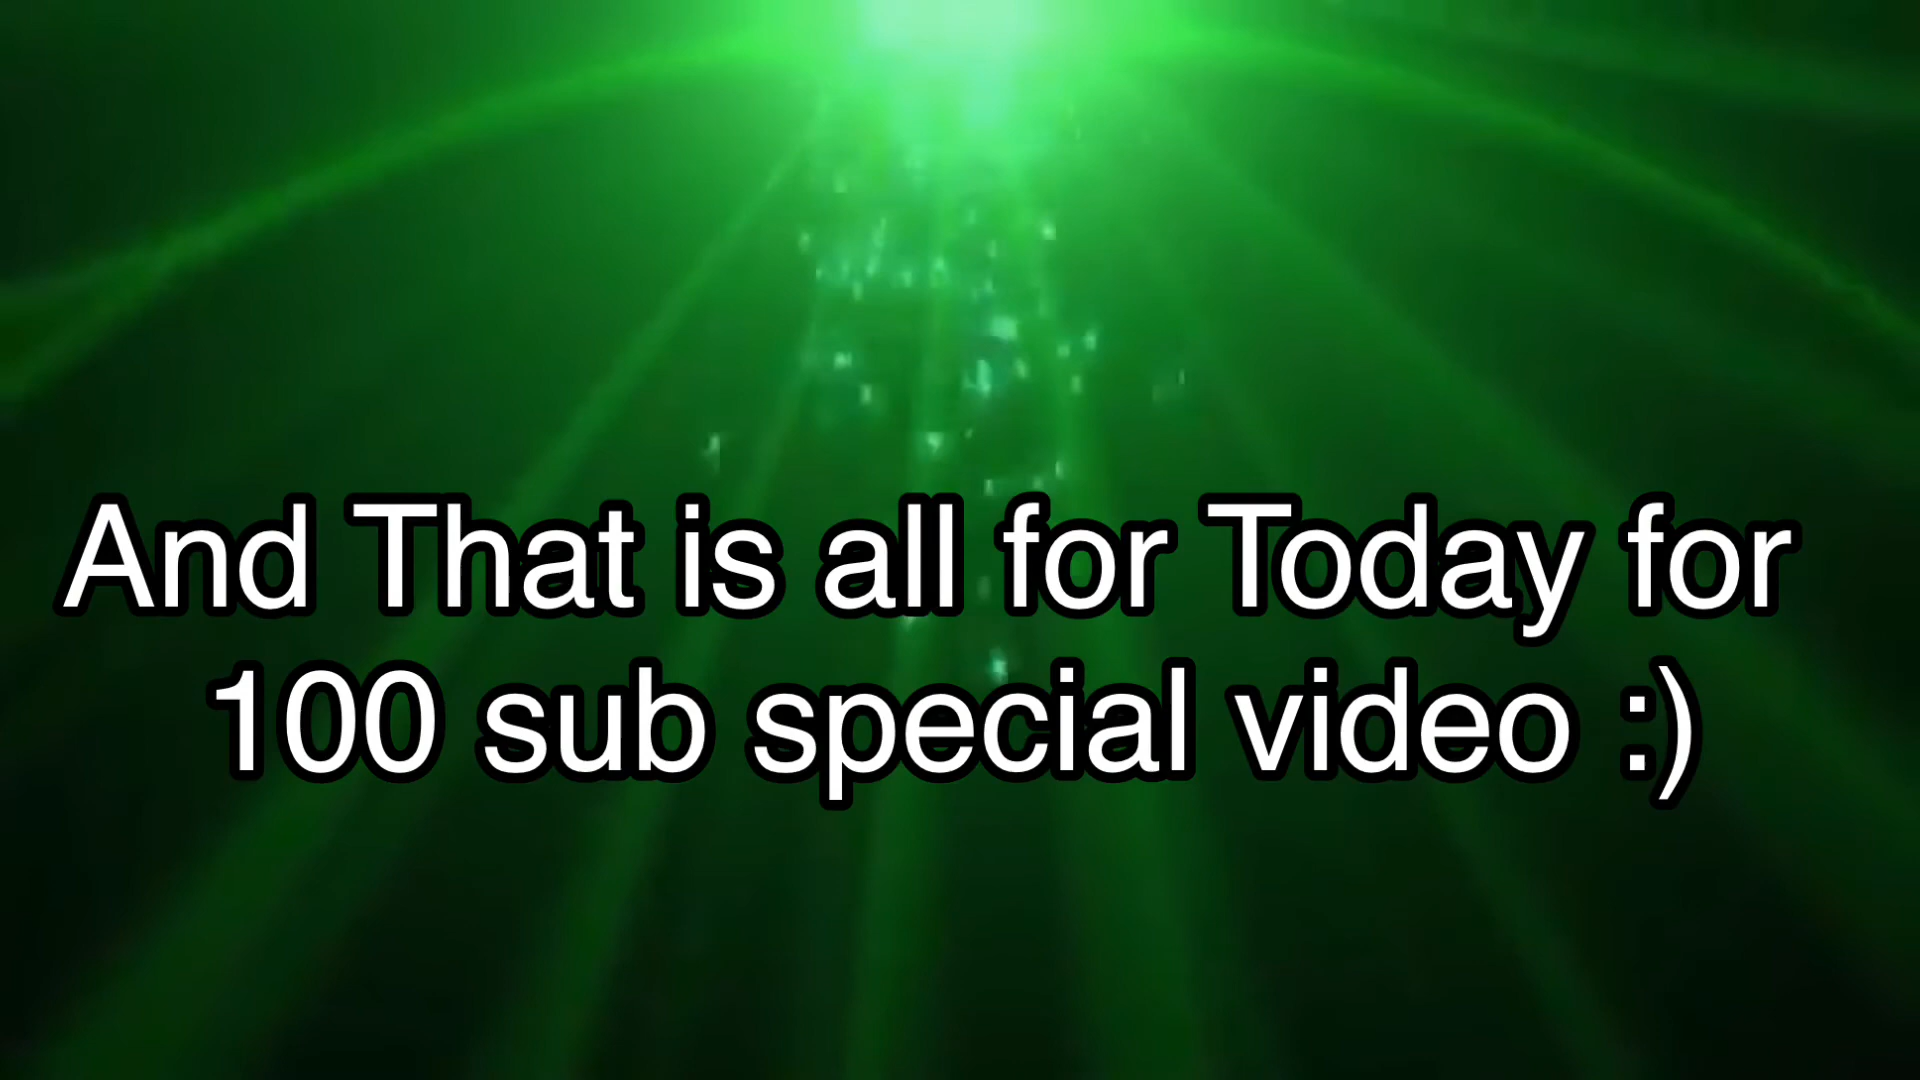 And That is all for Today for
100 sub special video :)